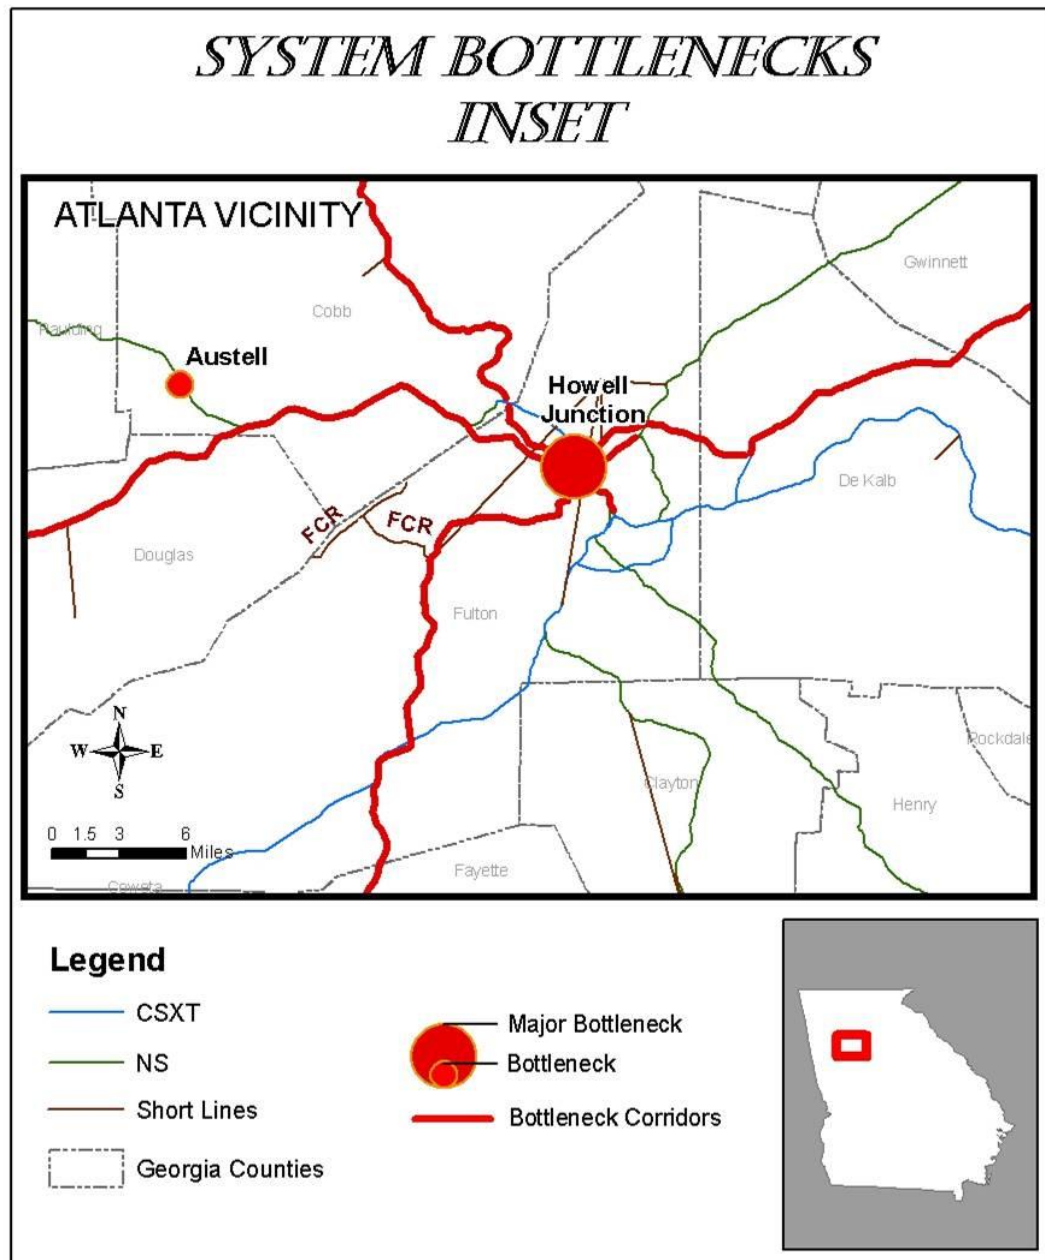 SYSTEM BOTTLENECKS
INSET
ATLANTA VICINITY
Gwinnett
Cobb
Paulding
Austell
Howell
Junction
De Kalb
FCR
FCR
Douglas
Fulton
N
W E
S
Rockdale
Clayton
Henry
0 1.5 3 6
Miles
Fayette
Coweta
Legend
CSXT
NS
Short Lines
Georgia Counties
Major Bottleneck
Bottleneck
Bottleneck Corridors